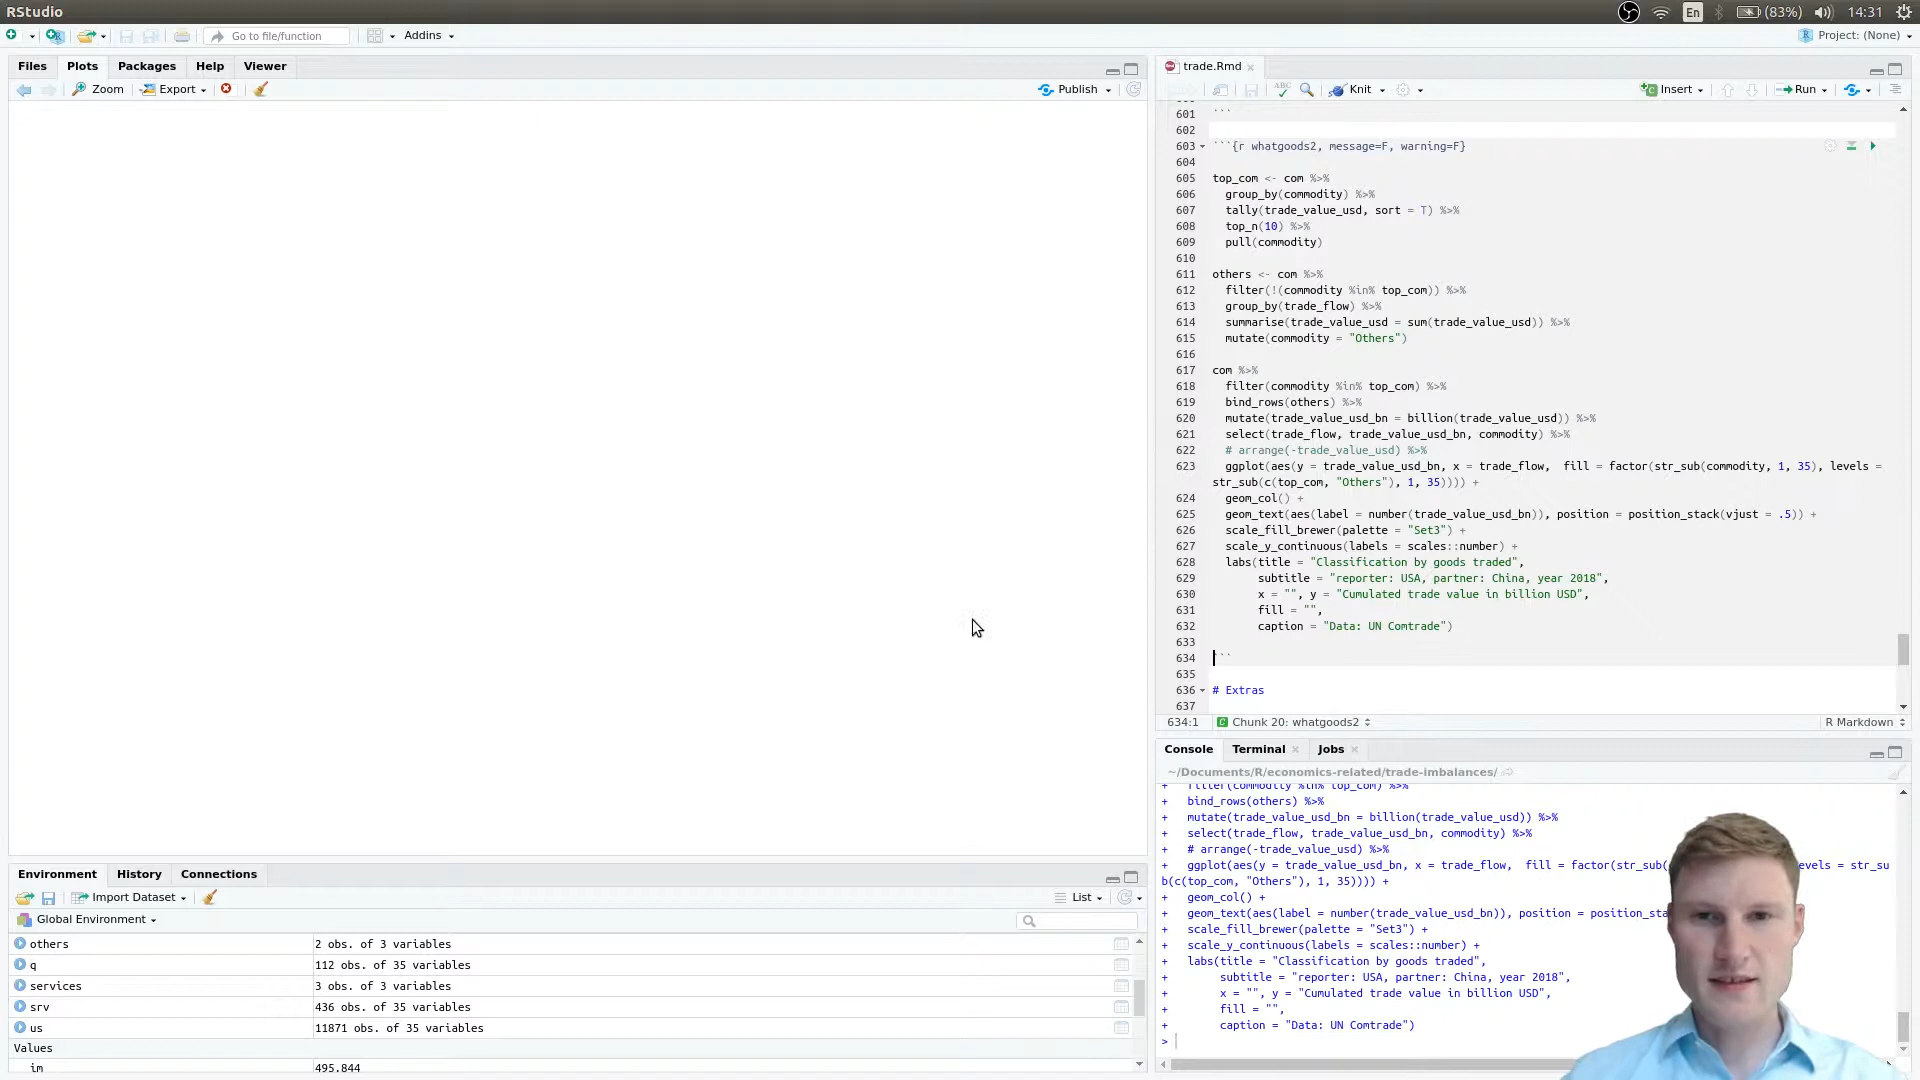 RStudio
En
(83%)
14:31
Go to file/function
Addins
Project: (None)
Files
Plots
Packages
Help
Viewer
Zoom
Export
Publish
trade.Rmd
ABC
Knit
Insert
Run
601 ```
602
603 ```{r whatgoods2, message=F, warning=F}
604
605 top_com <- com %>%
606 group_by(commodity) %>%
607 tally(trade_value_usd, sort = T) %>%
608 top_n(10) %>%
609 pull(commodity)
610
611 others <- com %>%
612 filter(!(commodity %in% top_com)) %>%
613 group_by(trade_flow) %>%
614 summarise(trade_value_usd = sum(trade_value_usd)) %>%
615 mutate(commodity = "Others")
616
617 com %>%
618 filter(commodity %in% top_com) %>%
619 bind_rows(others) %>%
620 mutate(trade_value_usd_bn = billion(trade_value_usd)) %>%
621 select(trade_flow, trade_value_usd_bn, commodity) %>%
622 # arrange(-trade_value_usd) %>%
623 ggplot(aes(y = trade_value_usd_bn, x = trade_flow,  fill = factor(str_sub(commodity, 1, 35), levels =
str_sub(c(top_com, "Others"), 1, 35)))) +
624 geom_col() +
625 geom_text(aes(label = number(trade_value_usd_bn)), position = position_stack(vjust = .5)) +
626 scale_fill_brewer(palette = "Set3") +
627 scale_y_continuous(labels = scales::number) +
628 labs(title = "Classification by goods traded",
629 subtitle = "reporter: USA, partner: China, year 2018",
630 x = "", y = "Cumulated trade value in billion USD",
631 fill = "",
632 caption = "Data: UN Comtrade")
633
634 ```
635
636 # Extras
637
634:1
Chunk 20: whatgoods2
R Markdown
Console
Terminal
Jobs
~/Documents/R/economics-related/trade-imbalances/
+ filter(commodity %in% top_com) %>%
+ bind_rows(others) %>%
+ mutate(trade_value_usd_bn = billion(trade_value_usd)) %>%
+ select(trade_flow, trade_value_usd_bn, commodity) %>%
+ # arrange(-trade_value_usd) %>%
+ ggplot(aes(y = trade_value_usd_bn, x = trade_flow,  fill = factor(str_sub( evels = str_su
b(c(top_com, "Others"), 1, 35)))) +
+ geom_col() +
+ geom_text(aes(label = number(trade_value_usd_bn)), position = position_sta
+ scale_fill_brewer(palette = "Set3") +
+ scale_y_continuous(labels = scales::number) +
+ labs(title = "Classification by goods traded",
+ subtitle = "reporter: USA, partner: China, year 2018",
+ x = "", y = "Cumulated trade value in billion USD",
+ fill = "",
+ caption = "Data: UN Comtrade")
>
Environment
History
Connections
Import Dataset
List
Global Environment
others 2 obs. of 3 variables
q 112 obs. of 35 variables
services 3 obs. of 3 variables
srv 436 obs. of 35 variables
us 11871 obs. of 35 variables
Values
im 495.844